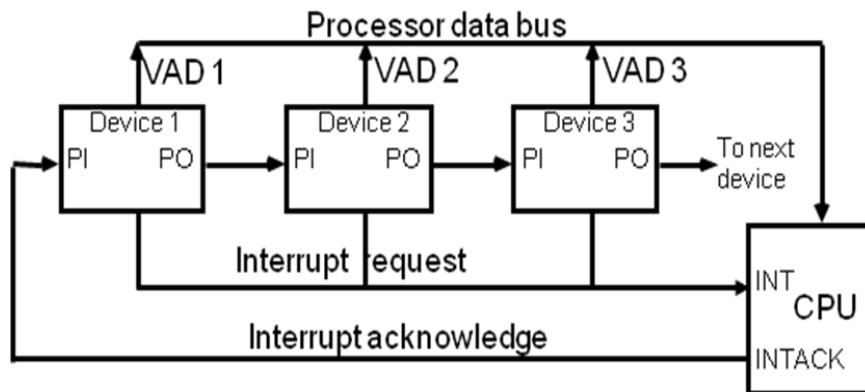 Processor data bus
VAD 1
VAD 2
VAD 3
Device 1
PI PO
Device 2
PI PO
Device 3
PI PO
To next
device
Interrupt request
INT
CPU
Interrupt acknowledge
INTACK